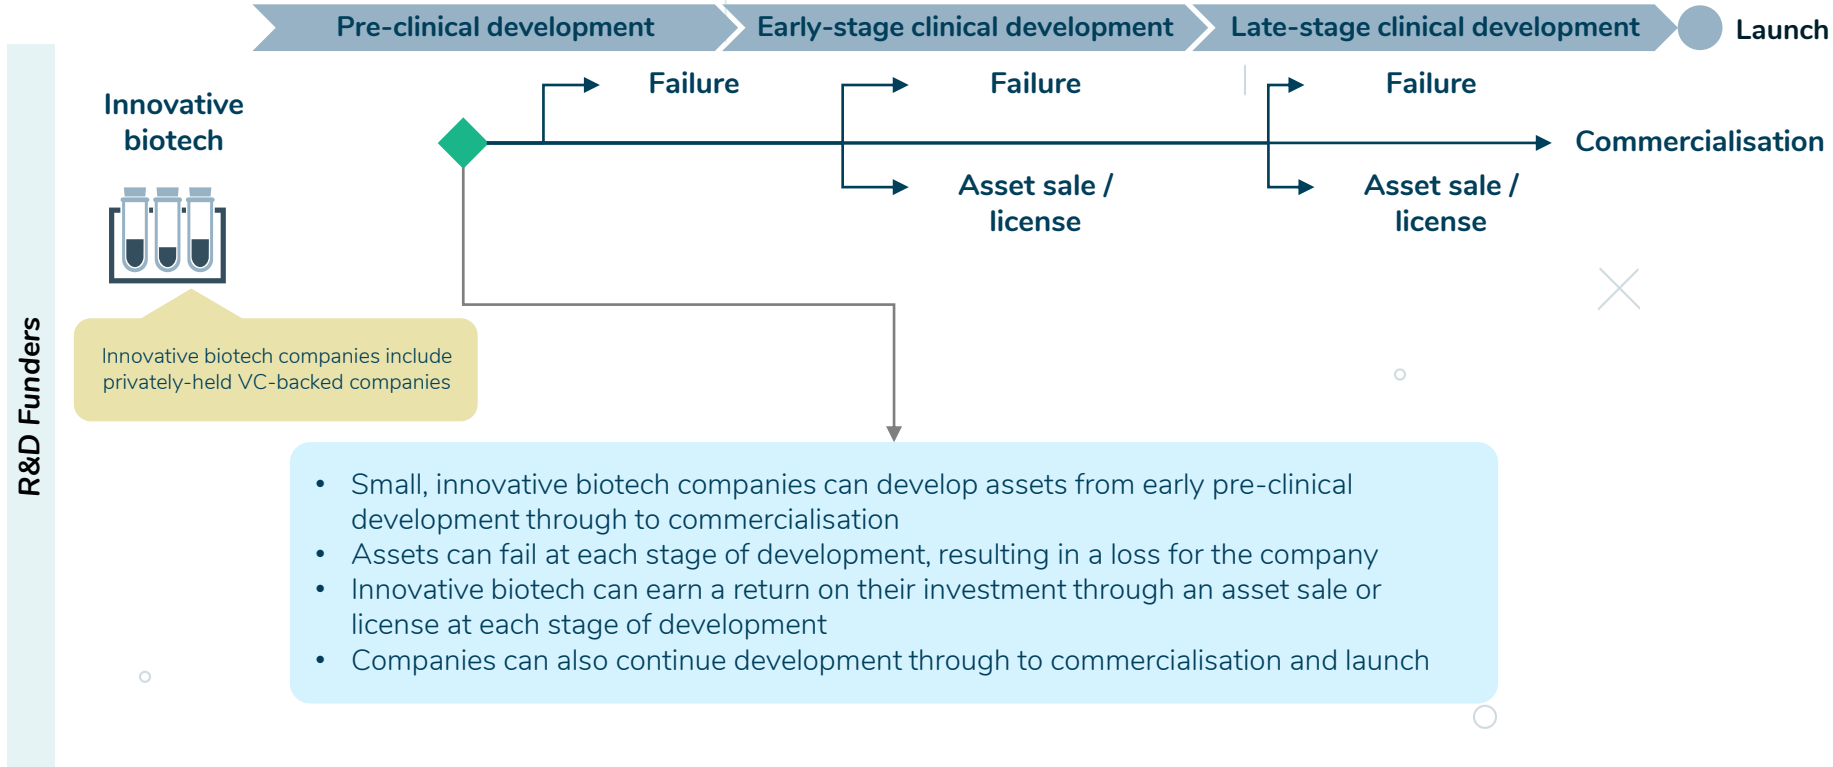 Pre-clinical development
Early-stage clinical development
Late-stage clinical development
Launch
Failure
Failure
Failure
Innovative
biotech
Commercialisation
Asset sale /
license
Asset sale /
license
R&D Funders
Innovative biotech companies include
privately-held VC-backed companies
• Small, innovative biotech companies can develop assets from early pre-clinical
development through to commercialisation
• Assets can fail at each stage of development, resulting in a loss for the company
• Innovative biotech can earn a return on their investment through an asset sale or
license at each stage of development
• Companies can also continue development through to commercialisation and launch